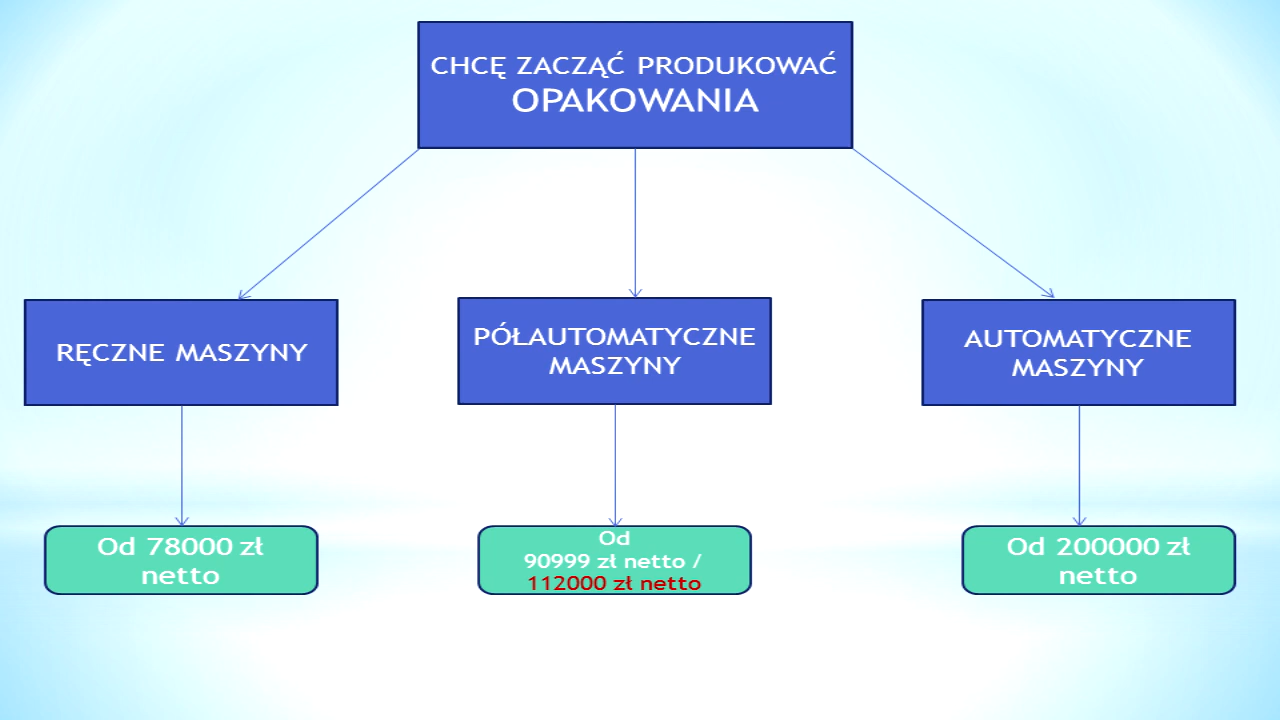 CHCĘ ZACZĄĆ PRODUKOWAĆ
OPAKOWANIA
RĘCZNE MASZYNY
PÓŁAUTOMATYCZNE
MASZYNY
AUTOMATYCZNE
MASZYNY
Od 78000 zł
netto
Od
90999 zł netto /
112000 zł netto
Od 200000 zł
netto